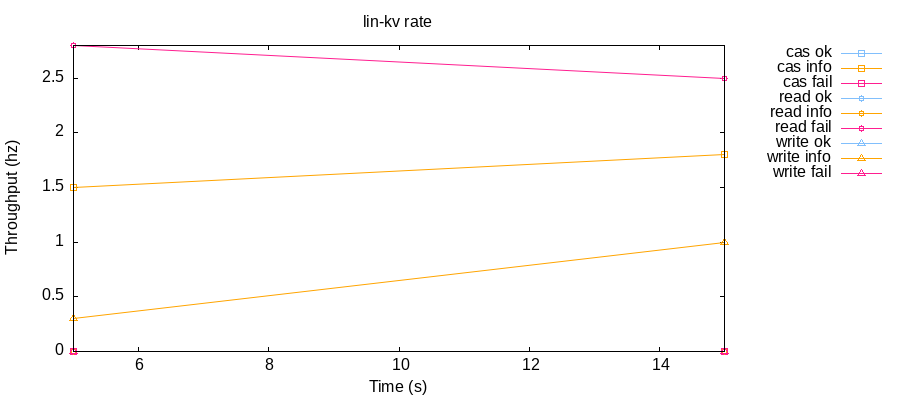 lin-kv rate
Throughput (hz)
2.5
2
1.5
1
0.5
0
6
8
10
12
14
Time (s)
cas ok
cas info
cas fail
read ok
read info
read fail
write ok
write info
write fail